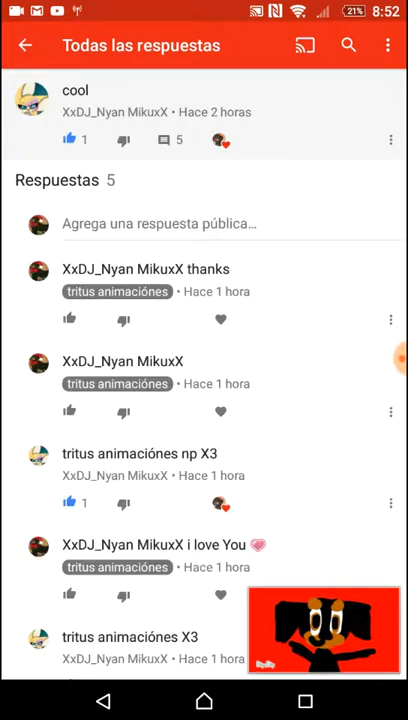 21% 8:52
Todas las respuestas
cool
XxDJ_Nyan MikuxX • Hace 2 horas
1 5
Respuestas 5
Agrega una respuesta pública...
XxDJ_Nyan MikuxX thanks
tritus animaciónes • Hace 1 hora
XxDJ_Nyan MikuxX
tritus animaciónes • Hace 1 hora
tritus animaciónes np X3
XxDJ_Nyan MikuxX • Hace 1 hora
1
XxDJ_Nyan MikuxX i love You 💘
tritus animaciónes • Hace 1 hora
tritus animaciónes X3
XxDJ_Nyan MikuxX • Hace 1 hora